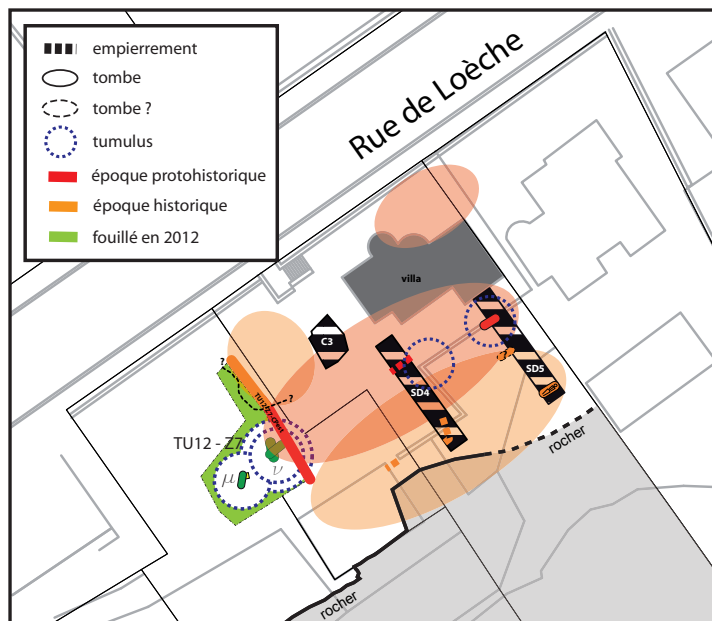 empierrement
tombe
tombe ?
tumulus
époque protohistorique
époque historique
fouillé en 2012
Rue de Loèche
villa
C3
SD4
SD5
?
?
?
TU12 - Z7
μ
ν
rocher
rocher